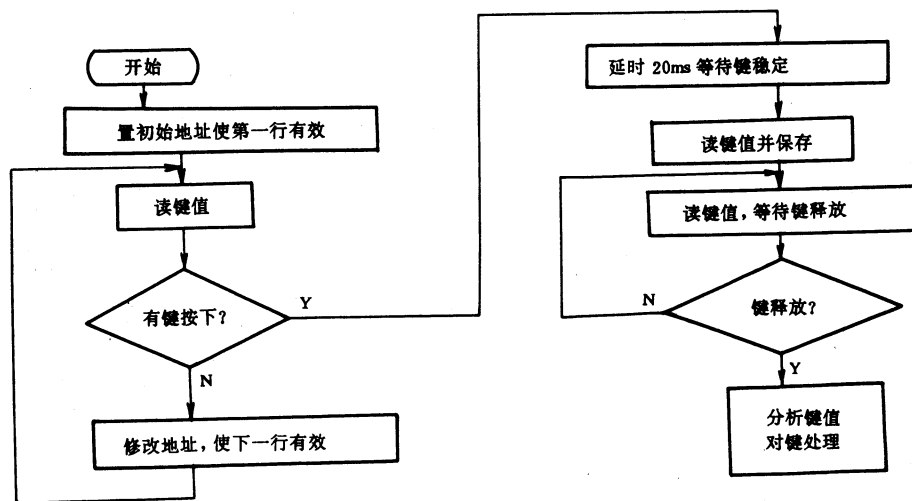 开始
置初始地址使第一行有效
读键值
有键按下?
Y
N
修改地址,使下一行有效
延时 20ms 等待键稳定
读键值并保存
读键值,等待键释放
键释放?
N
Y
分析键值
对键处理